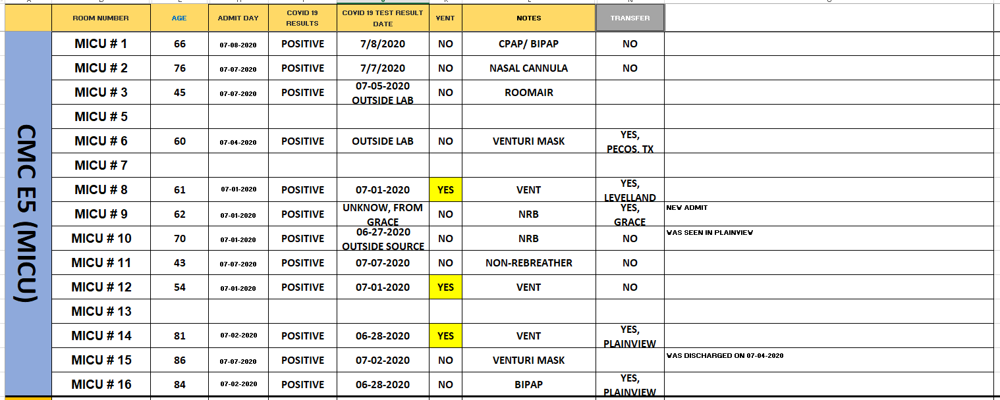 ROOM NUMBER AGE ADMIT DAY COVID 19 RESULTS COVID 19 TEST RESULT DATE VENT NOTES TRANSFER
CMC E5 (MICU)
MICU # 1 66 07-08-2020 POSITIVE 7/8/2020 NO CPAP/ BIPAP NO
MICU # 2 76 07-07-2020 POSITIVE 7/7/2020 NO NASAL CANNULA NO
MICU # 3 45 07-07-2020 POSITIVE 07-05-2020 OUTSIDE LAB NO ROOMAIR
MICU # 5
MICU # 6 60 07-04-2020 POSITIVE OUTSIDE LAB NO VENTURI MASK YES, PECOS, TX
MICU # 7
MICU # 8 61 07-01-2020 POSITIVE 07-01-2020 YES VENT YES, LEVELLAND
MICU # 9 62 07-01-2020 POSITIVE UNKNOW, FROM GRACE NO NRB YES, GRACE NEW ADMIT
MICU # 10 70 07-01-2020 POSITIVE 06-27-2020 OUTSIDE SOURCE NO NRB NO WAS SEEN IN PLAINVIEW
MICU # 11 43 07-07-2020 POSITIVE 07-07-2020 NO NON-REBREATHER NO
MICU # 12 54 07-01-2020 POSITIVE 07-01-2020 YES VENT NO
MICU # 13
MICU # 14 81 07-02-2020 POSITIVE 06-28-2020 YES VENT YES, PLAINVIEW
MICU # 15 86 07-07-2020 POSITIVE 07-02-2020 NO VENTURI MASK WAS DISCHARGED ON 07-04-2020
MICU # 16 84 07-02-2020 POSITIVE 06-28-2020 NO BIPAP YES, PLAINVIEW